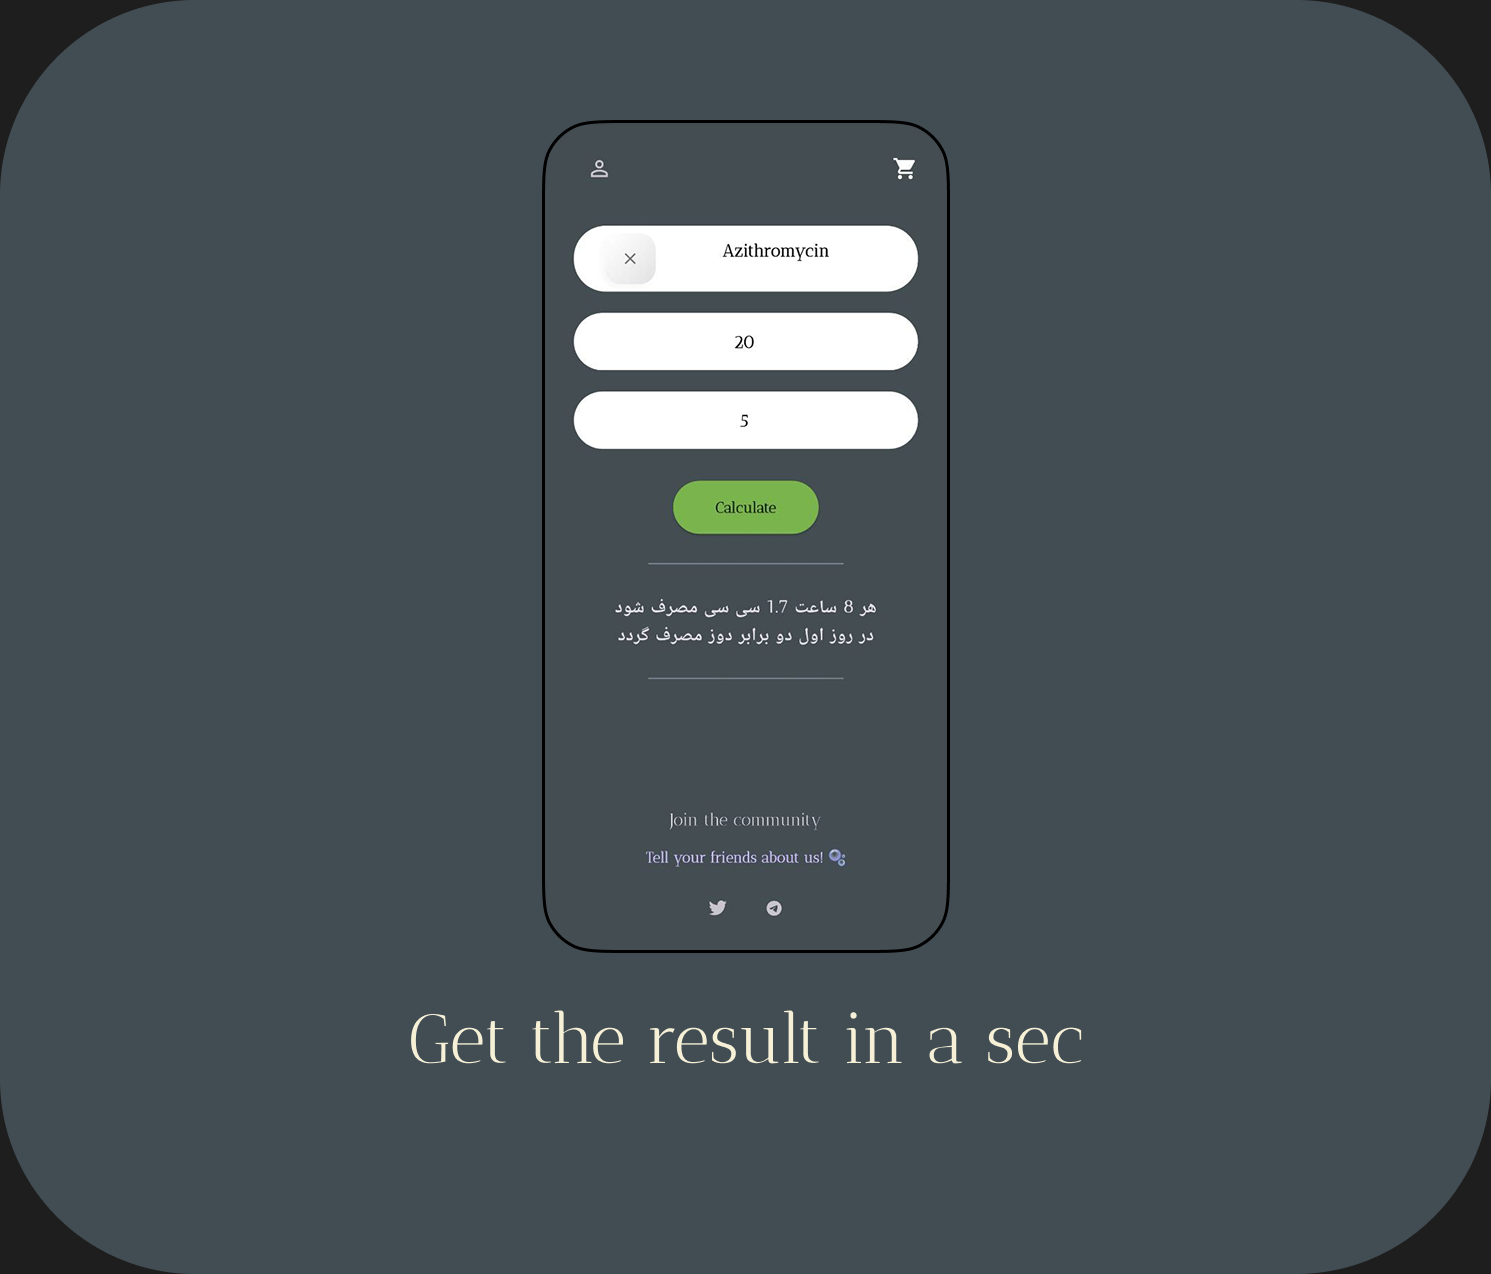 Azithromycin
20
5
Calculate
هر 8 ساعت 1.7 سی سی مصرف شود
در روز اول دو برابر دوز مصرف گردد
Join the community
Tell your friends about us!
Get the result in a sec